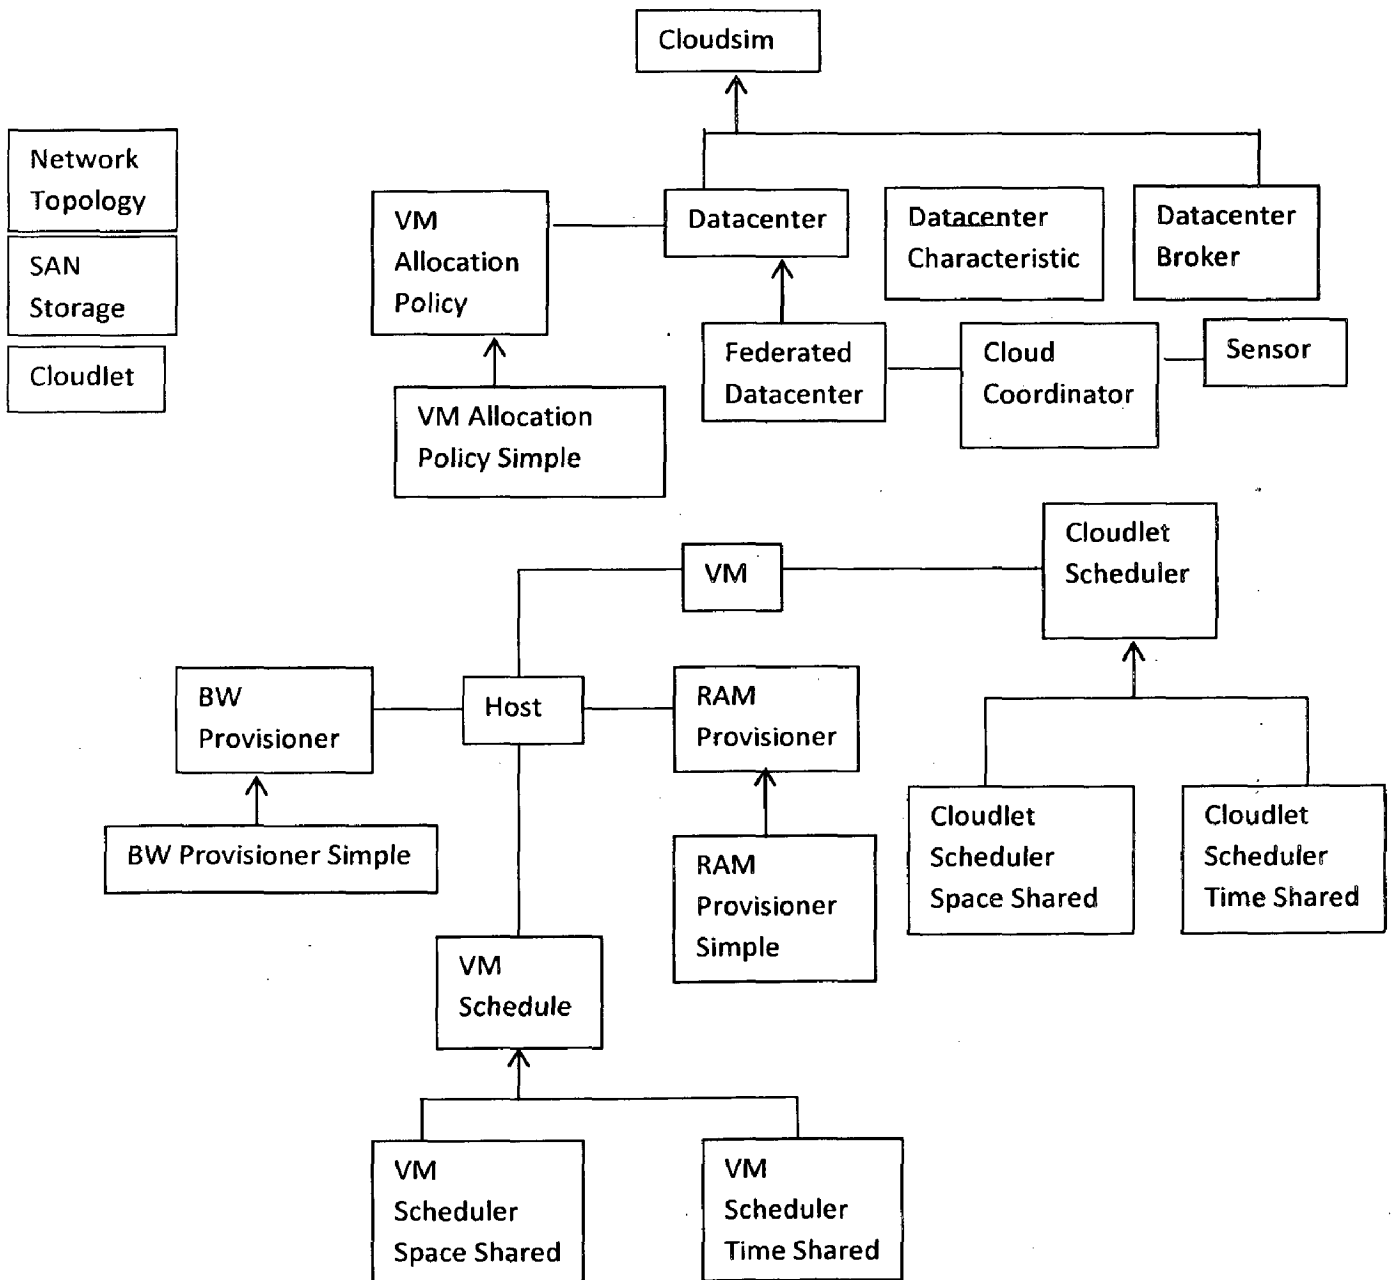 Cloudsim
Network
Topology
SAN
Storage
Cloudlet
VM
Allocation
Policy
Datacenter
Datacenter
Characteristic
Datacenter
Broker
VM Allocation
Policy Simple
Federated
Datacenter
Cloud
Coordinator
Sensor
VM
Cloudlet
Scheduler
BW
Provisioner
Host
RAM
Provisioner
BW Provisioner Simple
RAM
Provisioner
Simple
Cloudlet
Scheduler
Space Shared
Cloudlet
Scheduler
Time Shared
VM
Schedule
VM
Scheduler
Space Shared
VM
Scheduler
Time Shared